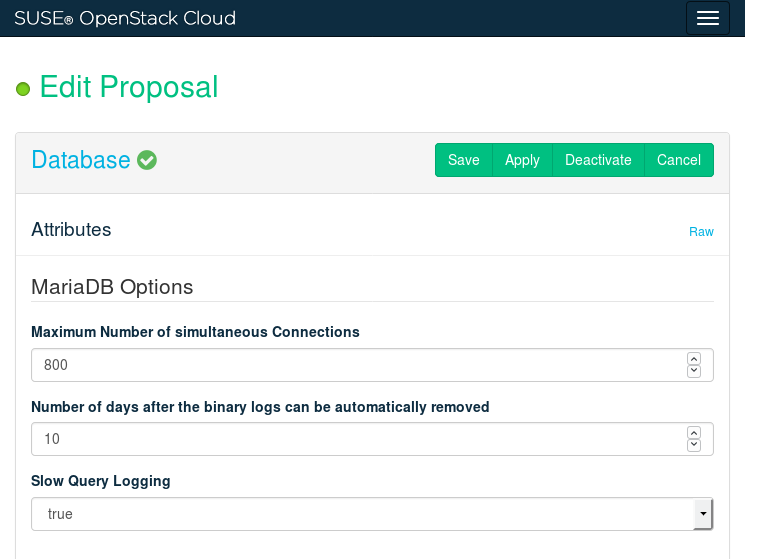 SUSE® OpenStack Cloud
Edit Proposal
Database
Save Apply Deactivate Cancel
Attributes
Raw
MariaDB Options
Maximum Number of simultaneous Connections
800
Number of days after the binary logs can be automatically removed
10
Slow Query Logging
true